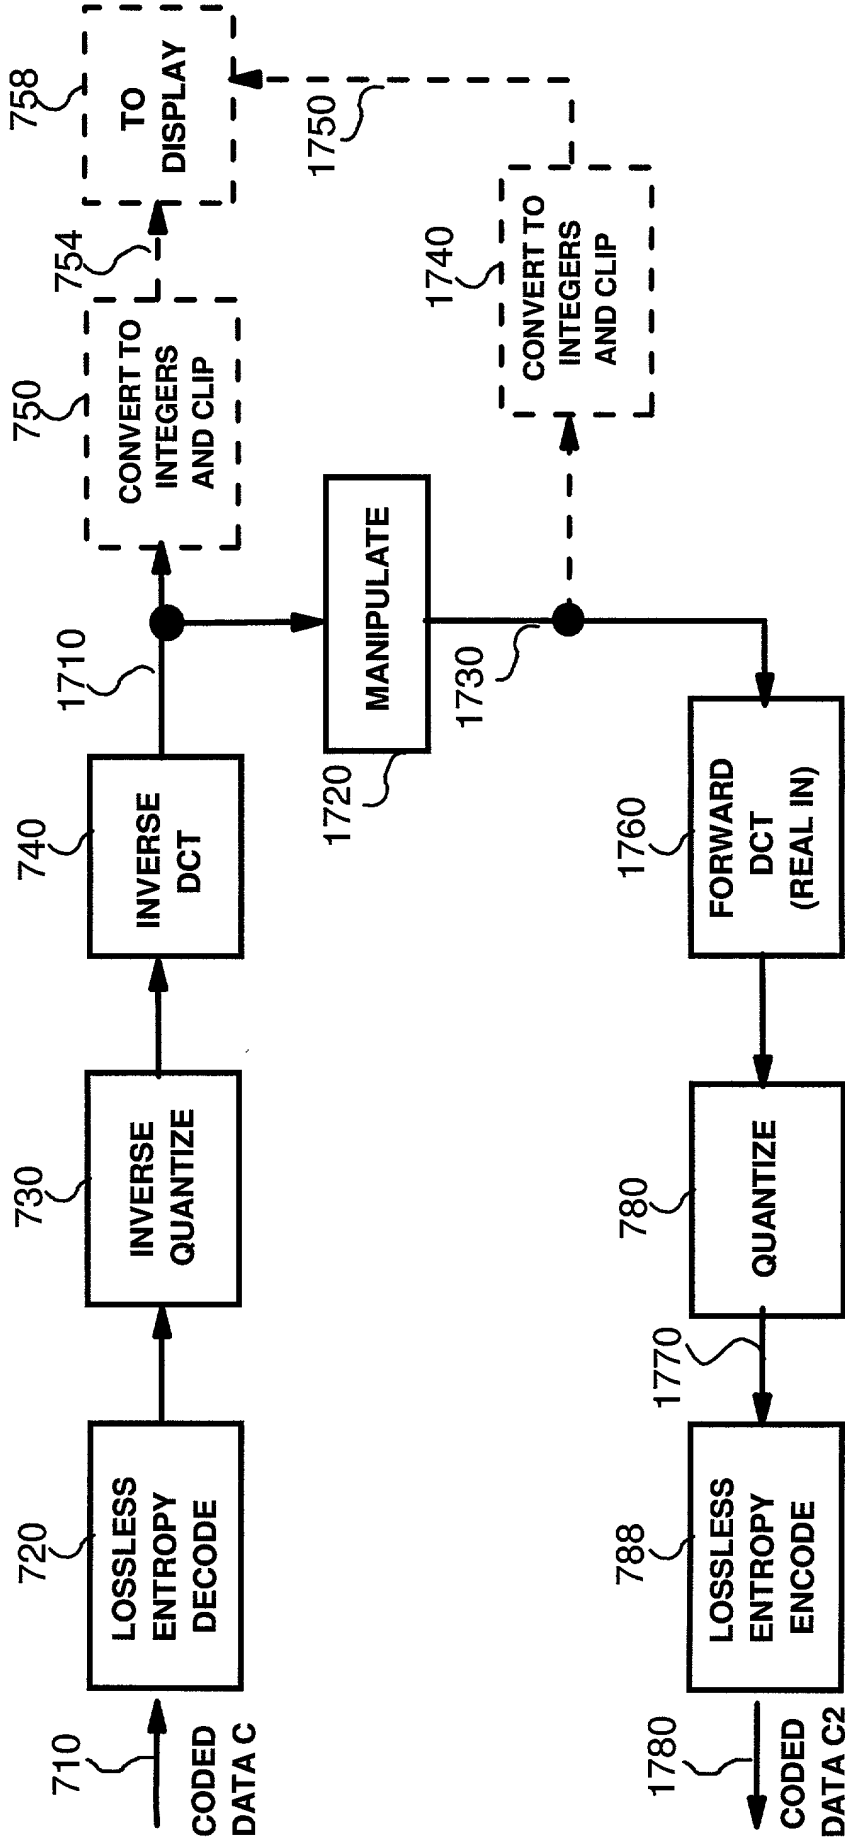 710
CODED
DATA C
720
LOSSLESS
ENTROPY
DECODE
730
INVERSE
QUANTIZE
740
INVERSE
DCT
1710
750
CONVERT TO
INTEGERS
AND CLIP
754
758
TO
DISPLAY
1720
MANIPULATE
1730
1740
CONVERT TO
INTEGERS
AND CLIP
1750
1780
CODED
DATA C2
788
LOSSLESS
ENTROPY
ENCODE
1770
780
QUANTIZE
1760
FORWARD
DCT
(REAL IN)